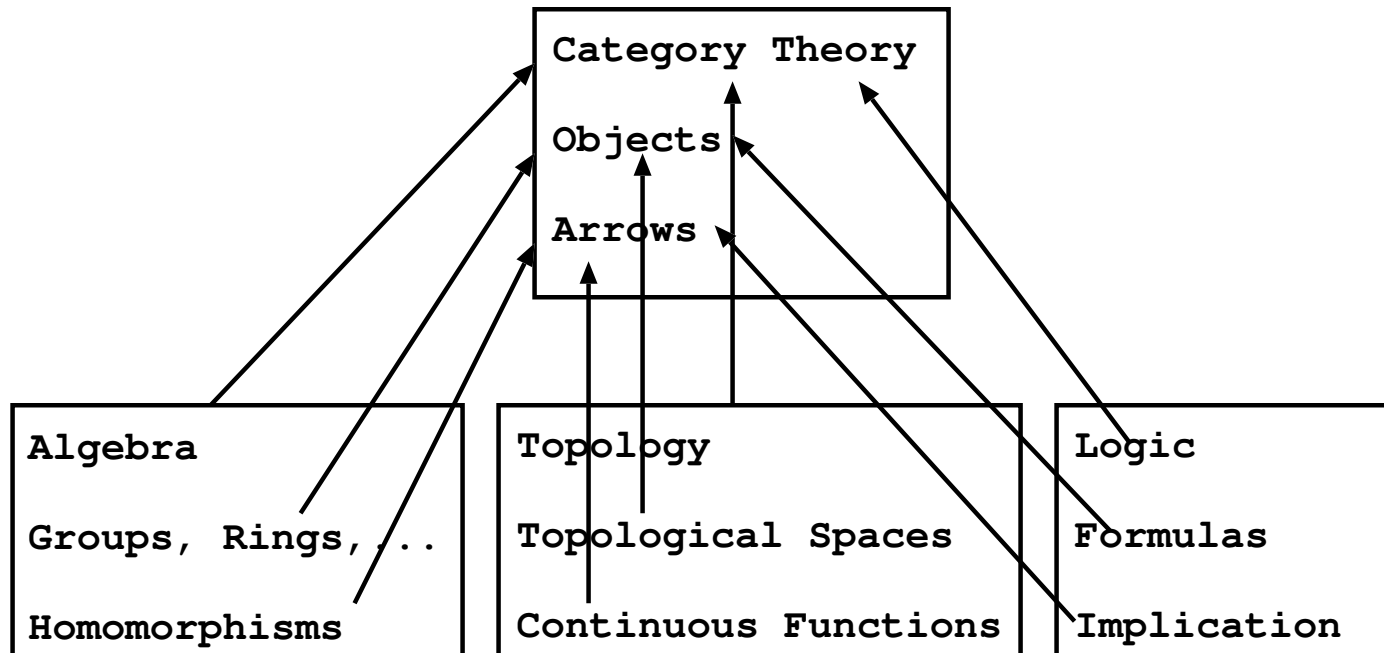 Category Theory
Objects
Arrows
Algebra
Groups, Rings,...
Homomorphisms
Topology
Topological Spaces
Continuous Functions
Logic
Formulas
Implication